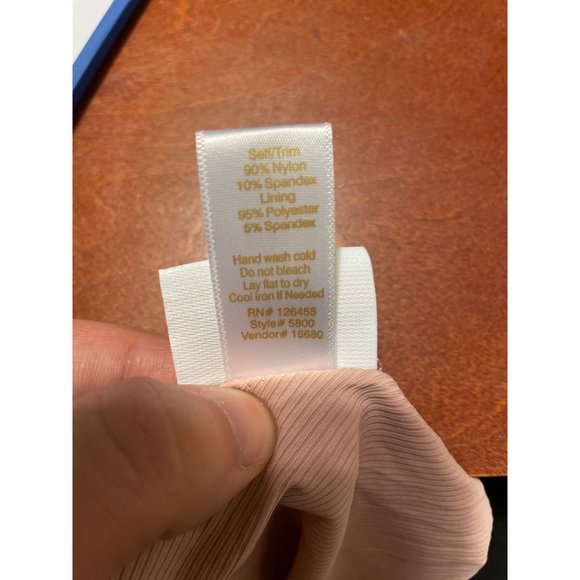 Self/Trim
90% Nylon
10% Spandex
Lining
95% Polyester
5% Spandex
Hand wash cold
Do not bleach
Lay flat to dry
Cool Iron If Needed
RN# 126455
Style# 5800
Vendor# 16680